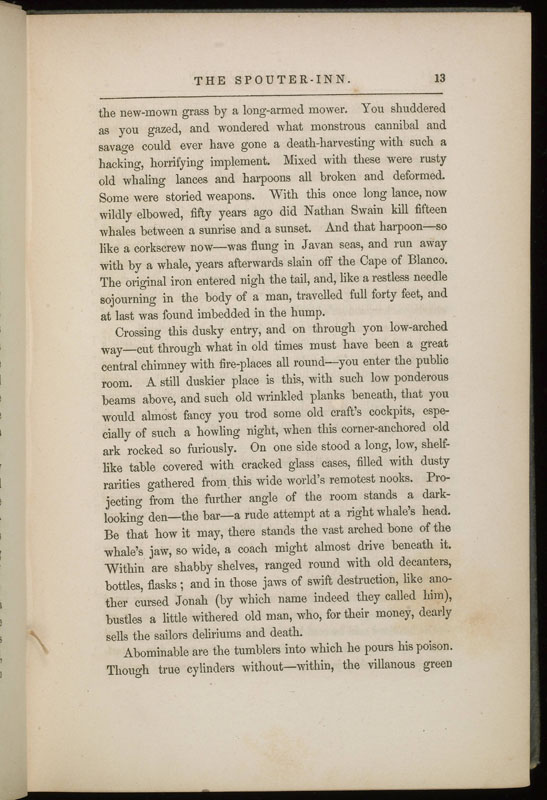 THE SPOUTER-INN. 13
the new-mown grass by a long-armed mower. You shuddered
as you gazed, and wondered what monstrous cannibal and
savage could ever have gone a death-harvesting with such a
hacking, horrifying implement. Mixed with these were rusty
old whaling lances and harpoons all broken and deformed.
Some were storied weapons. With this once long lance, now
wildly elbowed, fifty years ago did Nathan Swain kill fifteen
whales between a sunrise and a sunset. And that harpoon—so
like a corkscrew now—was flung in Javan seas, and run away
with by a whale, years afterwards slain off the Cape of Blanco.
The original iron entered nigh the tail, and, like a restless needle
sojourning in the body of a man, travelled full forty feet, and
at last was found imbedded in the hump.
Crossing this dusky entry, and on through yon low-arched
way—cut through what in old times must have been a great
central chimney with fire-places all round—you enter the public
room. A still duskier place is this, with such low ponderous
beams above, and such old wrinkled planks beneath, that you
would almost fancy you trod some old craft's cockpits, espe-
cially of such a howling night, when this corner-anchored old
ark rocked so furiously. On one side stood a long, low, shelf-
like table covered with cracked glass cases, filled with dusty
rarities gathered from this wide world's remotest nooks. Pro-
jecting from the further angle of the room stands a dark-
looking den—the bar—a rude attempt at a right whale's head.
Be that how it may, there stands the vast arched bone of the
whale's jaw, so wide, a coach might almost drive beneath it.
Within are shabby shelves, ranged round with old decanters,
bottles, flasks; and in those jaws of swift destruction, like ano-
ther cursed Jonah (by which name indeed they called him),
bustles a little withered old man, who, for their money, dearly
sells the sailors deliriums and death.
Abominable are the tumblers into which he pours his poison.
Though true cylinders without—within, the villanous green